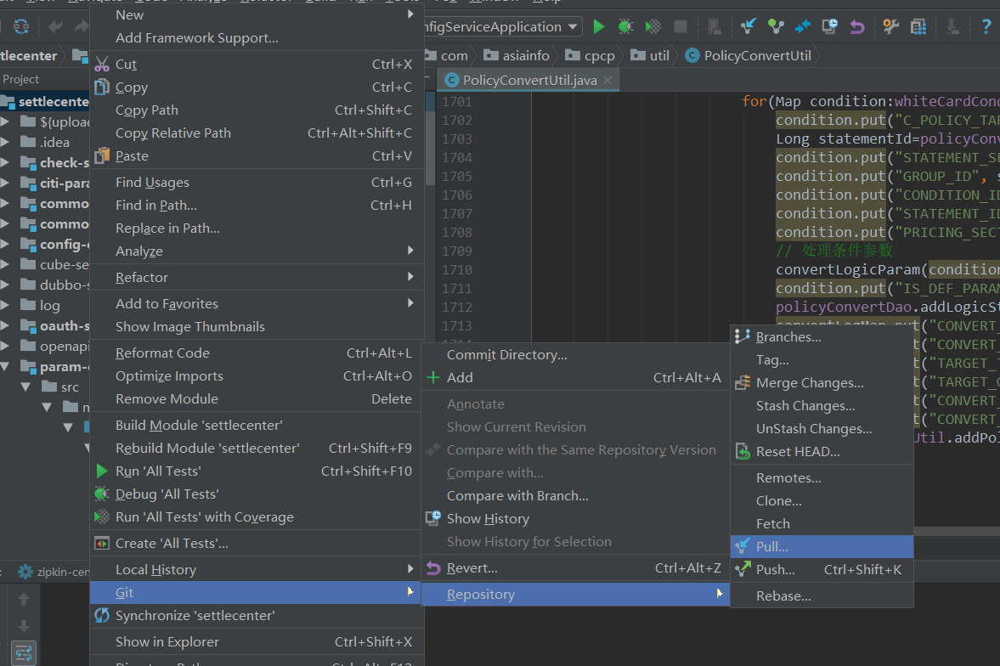 New
Add Framework Support...
Cut Ctrl+X
Copy Ctrl+C
Copy Path Ctrl+Shift+C
Copy Relative Path Ctrl+Alt+Shift+C
Paste Ctrl+V
Find Usages Ctrl+G
Find in Path... Ctrl+H
Replace in Path...
Analyze
Refactor
Add to Favorites
Show Image Thumbnails
Reformat Code Ctrl+Alt+L
Optimize Imports Ctrl+Alt+O
Remove Module Delete
Build Module 'settlecenter'
Rebuild Module 'settlecenter' Ctrl+Shift+F9
Run 'All Tests' Ctrl+Shift+F10
Debug 'All Tests'
Run 'All Tests' with Coverage
Create 'All Tests'...
Local History
Git
Synchronize 'settlecenter'
Show in Explorer Ctrl+Shift+X
Commit Directory...
Add Ctrl+Alt+A
Annotate
Show Current Revision
Compare with the Same Repository Version
Compare with...
Compare with Branch...
Show History
Show History for Selection
Revert... Ctrl+Alt+Z
Repository
Branches...
Tag...
Merge Changes...
Stash Changes...
UnStash Changes...
Reset HEAD...
Remotes...
Clone...
Fetch
Pull...
Push... Ctrl+Shift+K
Rebase...
tlecenter
Project
settlecente
${uploa
.idea
check-s
citi-para
commo
commo
config-
cube-se
dubbo-s
log
oauth-s
openapi
param-
src
zipkin-cen
nfigServiceApplication
com asiainfo cpcp util PolicyConvertUtil
PolicyConvertUtil.java
1701 for(Map condition:whiteCardCond
1702 condition.put("C_POLICY_TAR
1703 Long statementId=policyConv
1704 condition.put("STATEMENT_SE
1705 condition.put("GROUP_ID", s
1706 condition.put("CONDITION_ID
1707 condition.put("STATEMENT_ID
1708 condition.put("PRICING_SECT
1709 // 处理条件参数
1710 convertLogicParam(condition
1711 condition.put("IS_DEF_PARAM
1712 policyConvertDao.addLogicSt
1713 convertLogMap.put("CONVERT_
t("CONVERT_
t("TARGET_T
t("TARGET_C
t("CONVERT_
t("CONVERT_
Util.addPol